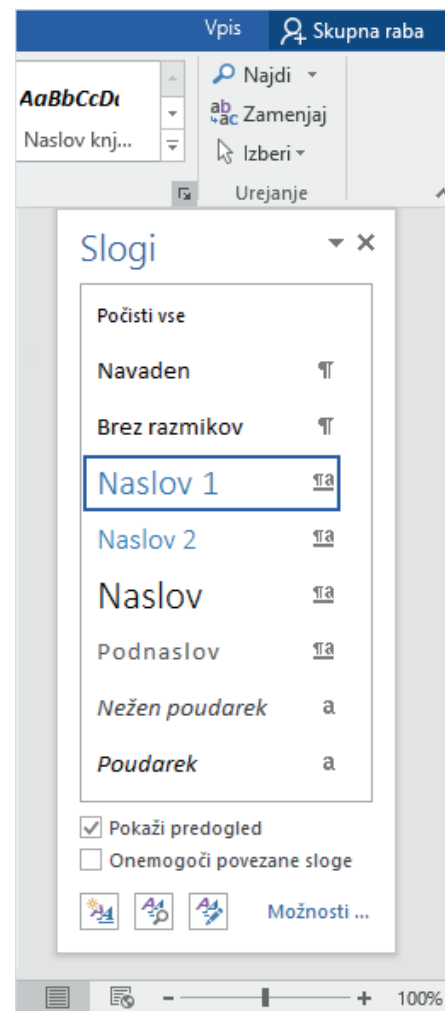 Vpis Skupna raba
AaBbCcDı
Naslov knj...
Najdi
Zamenjaj
Izberi
Urejanje
Slogi
Počisti vse
Navaden
Brez razmikov
Naslov 1
Naslov 2
Naslov
Podnaslov
Nežen poudarek
Poudarek
Pokaži predogled
Onemogoči povezane sloge
Možnosti ...
100%